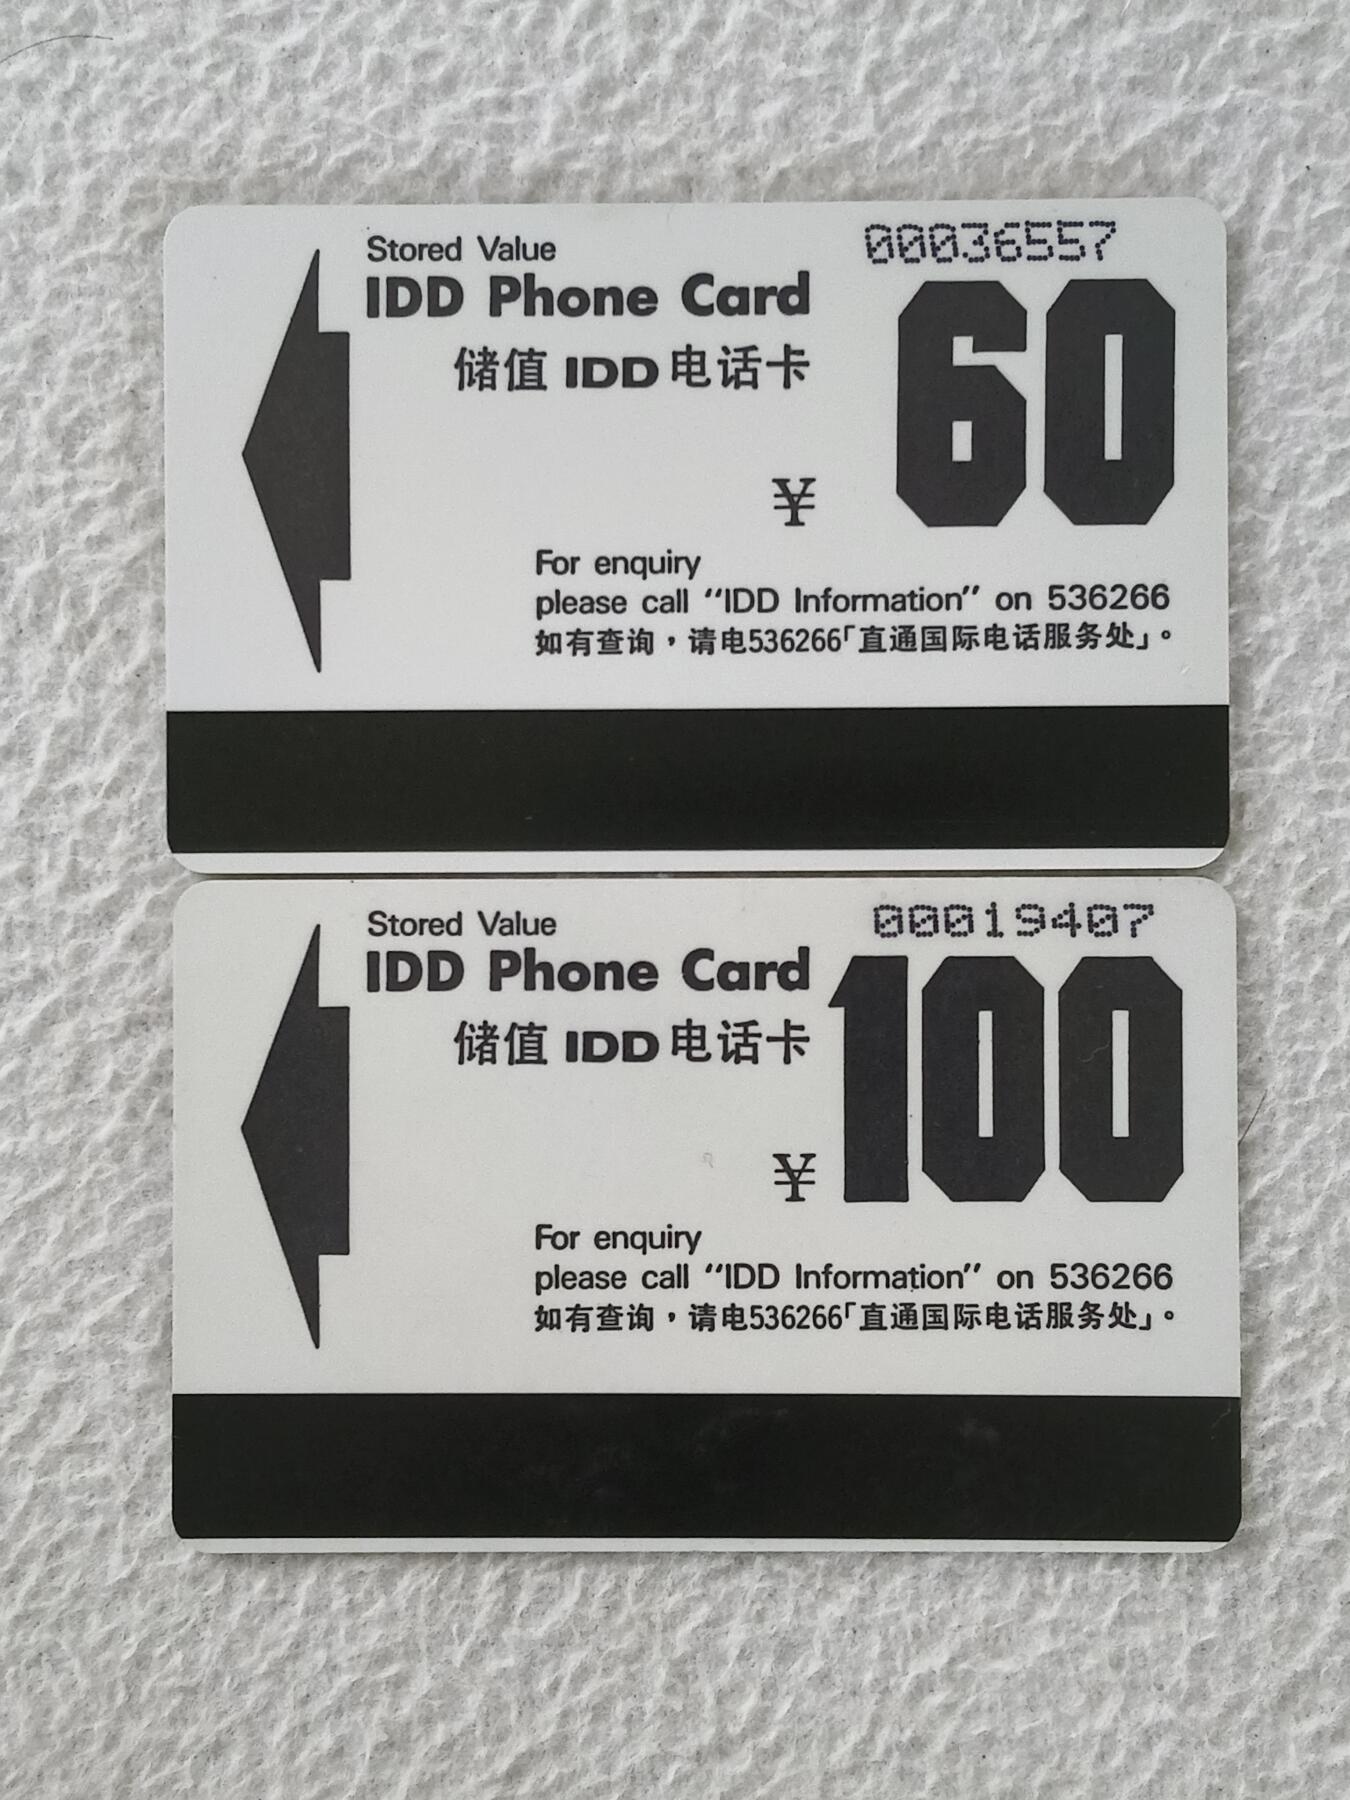 Stored Value
00036557
IDD Phone Card
储值 IDD 电话卡
60
¥
For enquiry
please call “IDD Information” on 536266
如有查询，请电536266「直通国际电话服务处」。
Stored Value
00019407
IDD Phone Card
储值 IDD 电话卡
¥100
For enquiry
please call “IDD Information” on 536266
如有查询，请电536266「直通国际电话服务处」。